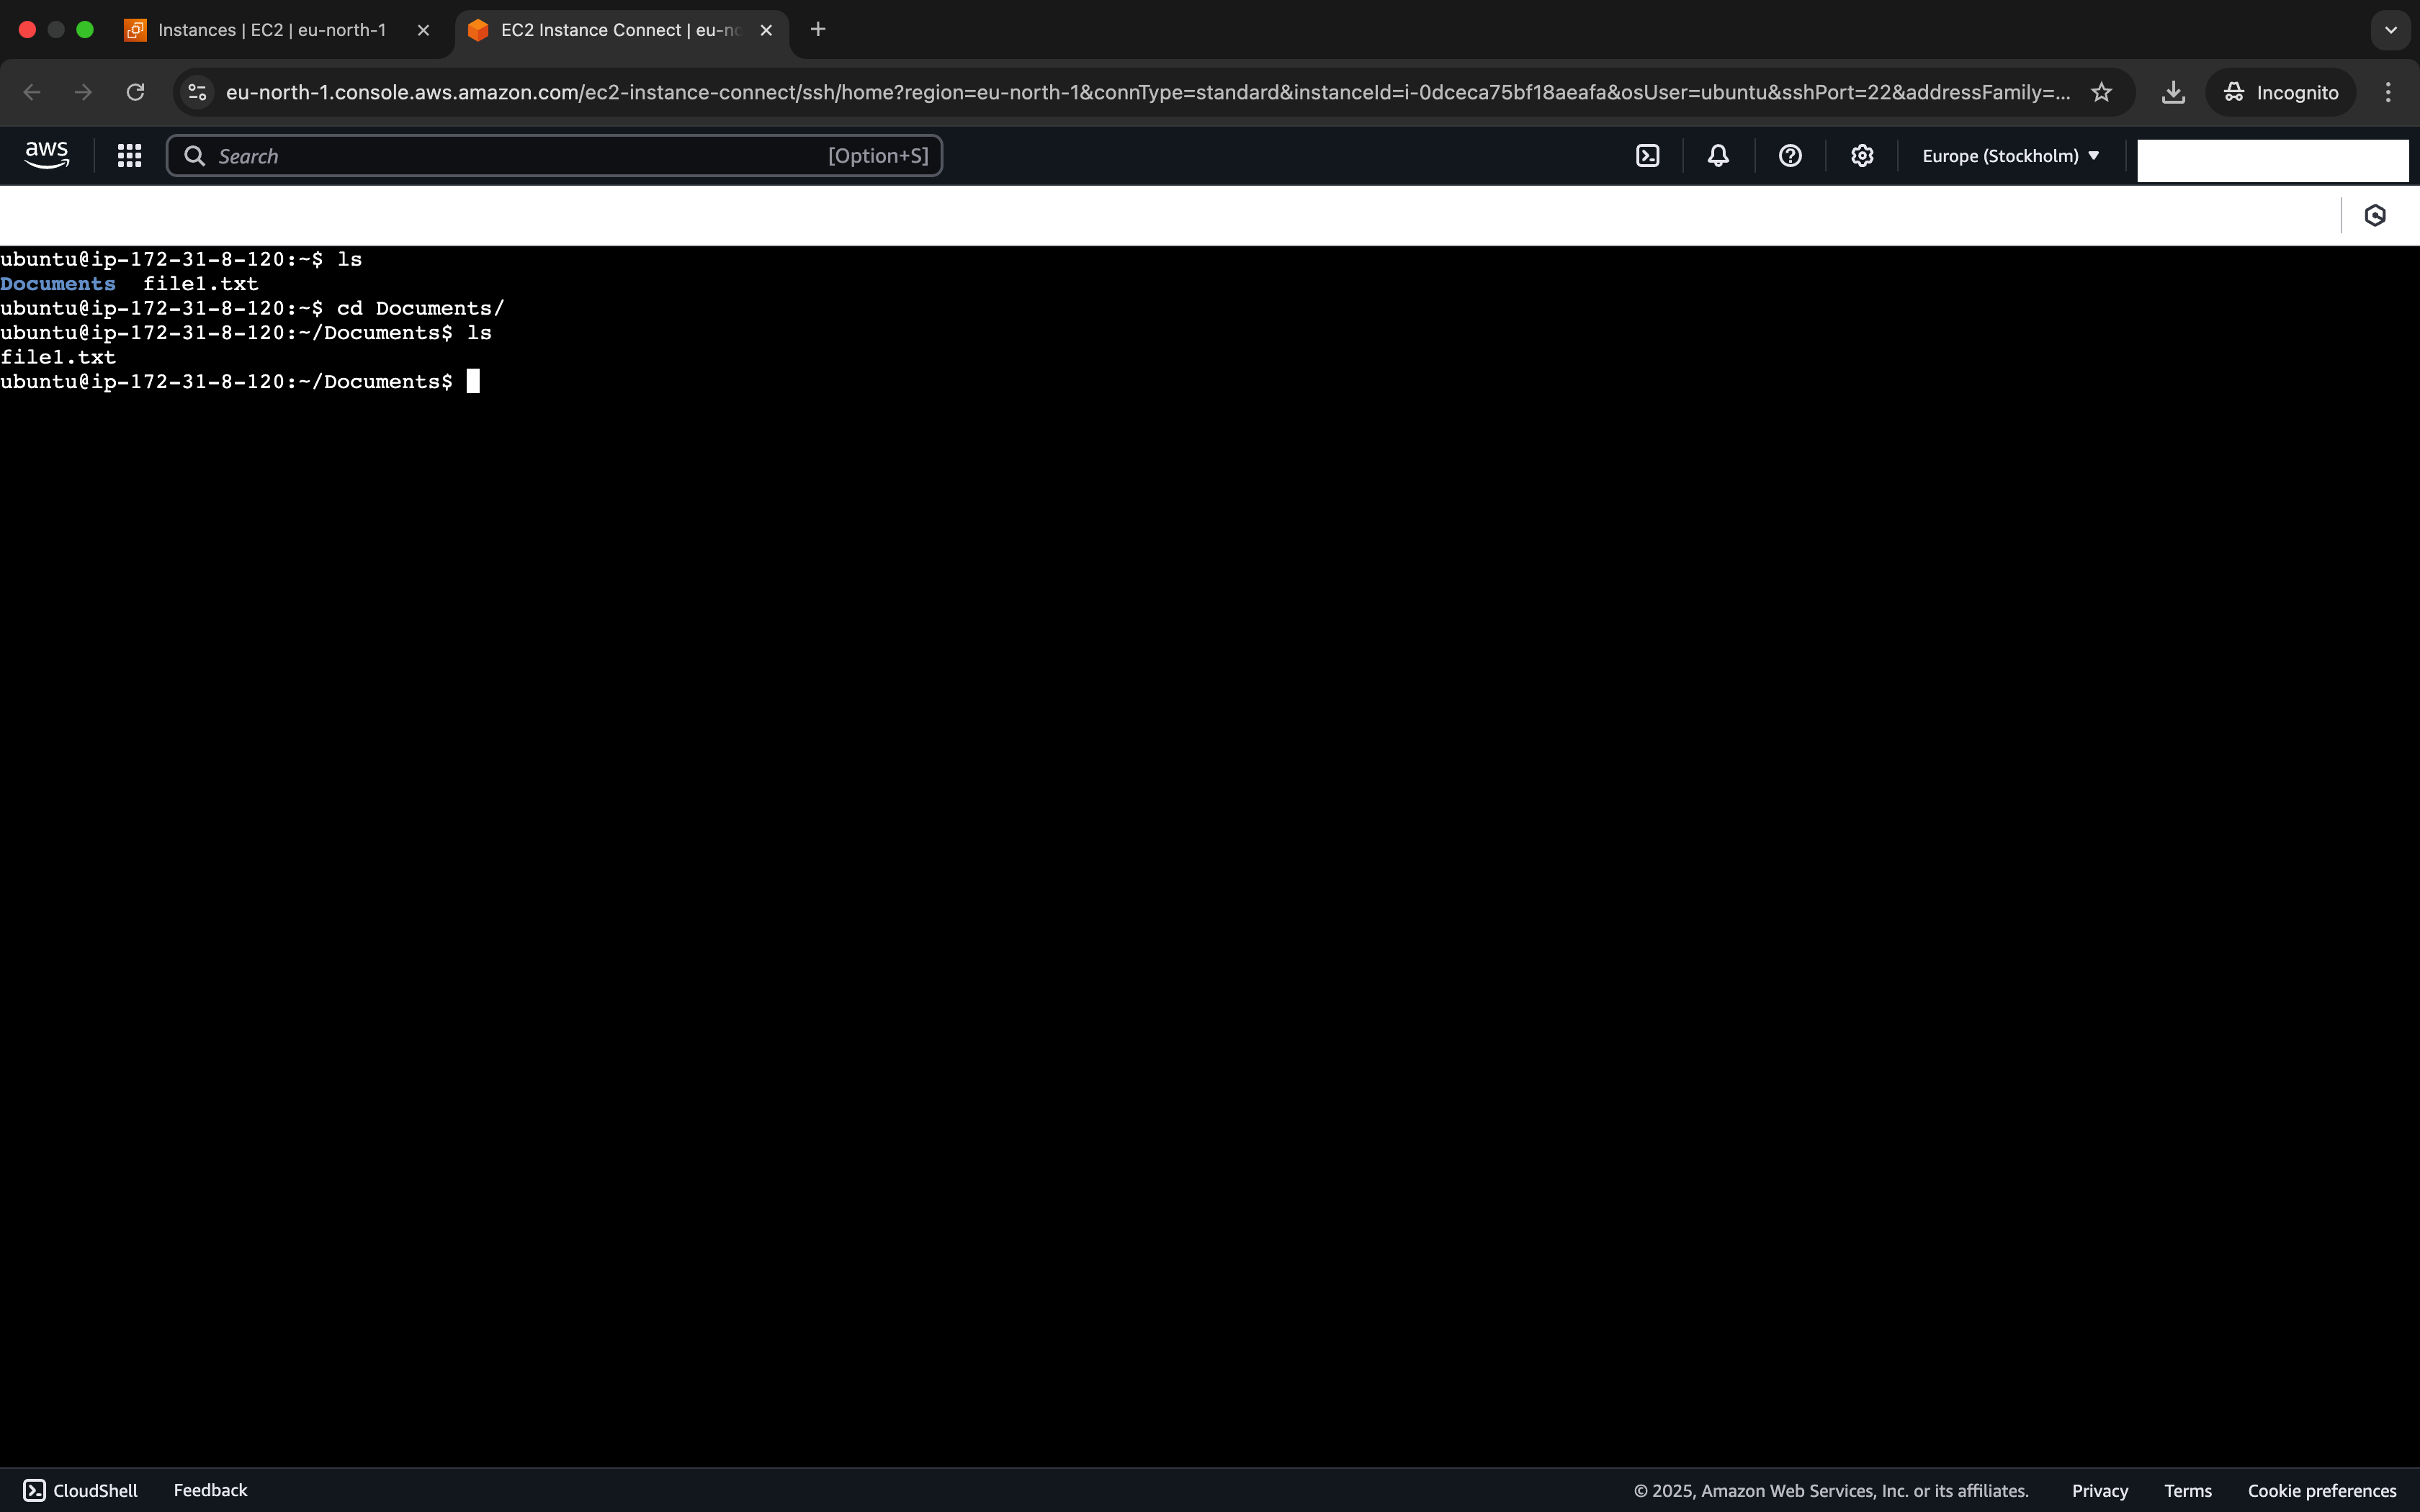 Instances | EC2 | eu-north-1
EC2 Instance Connect | eu-no
eu-north-1.console.aws.amazon.com/ec2-instance-connect/ssh/home?region=eu-north-1&connType=standard&instanceId=i-0dceca75bf18aeafa&osUser=ubuntu&sshPort=22&addressFamily=...
Incognito
aws
Search
[Option+S]
Europe (Stockholm)
ubuntu@ip-172-31-8-120:~$ ls
Documents  file1.txt
ubuntu@ip-172-31-8-120:~$ cd Documents/
ubuntu@ip-172-31-8-120:~/Documents$ ls
file1.txt
ubuntu@ip-172-31-8-120:~/Documents$
CloudShell
Feedback
© 2025, Amazon Web Services, Inc. or its affiliates.
Privacy
Terms
Cookie preferences